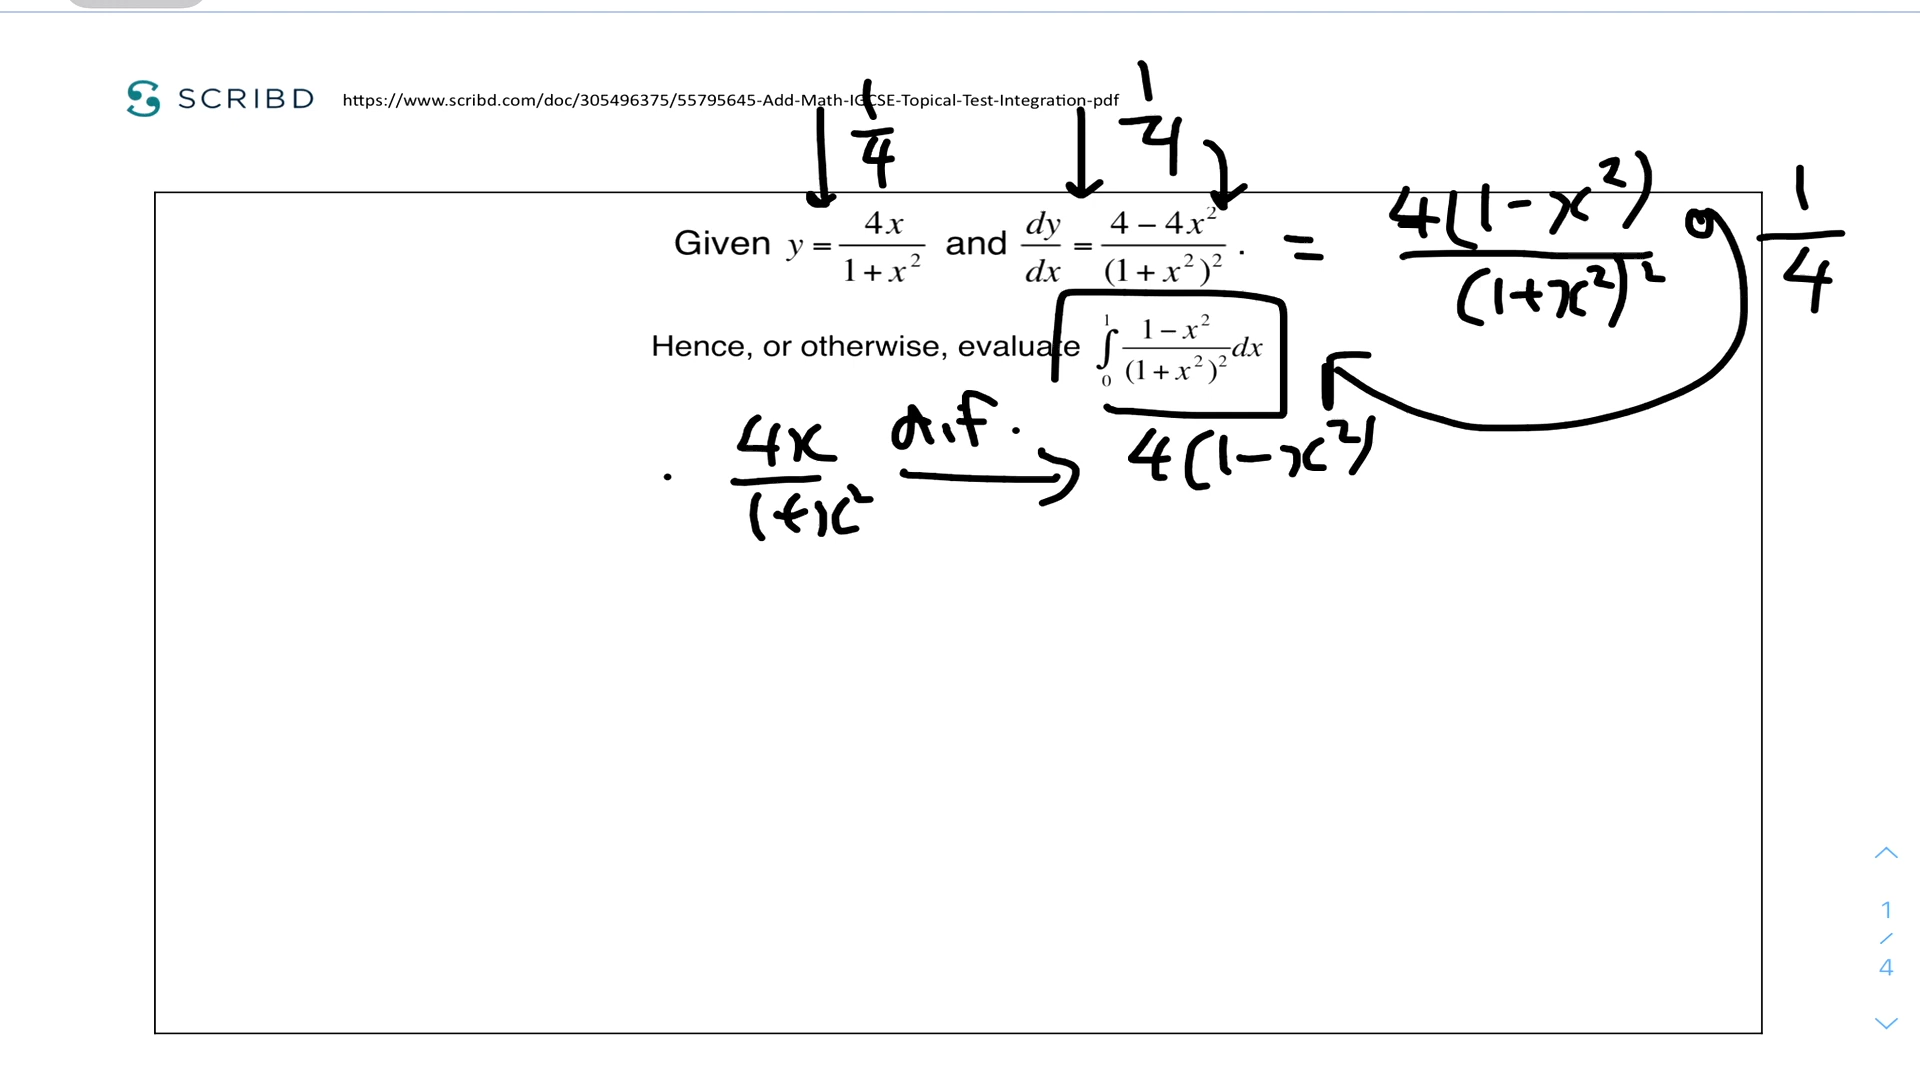 SCRIBD https://www.scribd.com/doc/305496375/55795645-Add-Math-IGCSE-Topical-Test-Integration-pdf
1/4 1/4
Given y = 4x/(1 + x²) and dy/dx = (4 − 4x²)/(1 + x²)² . = 4(1-x²)/(1+x²)² 1/4
Hence, or otherwise, evaluate ∫₀¹ (1 − x²)/(1 + x²)² dx
4x/(1+x²) dif. → 4(1-x²)
1
/
4